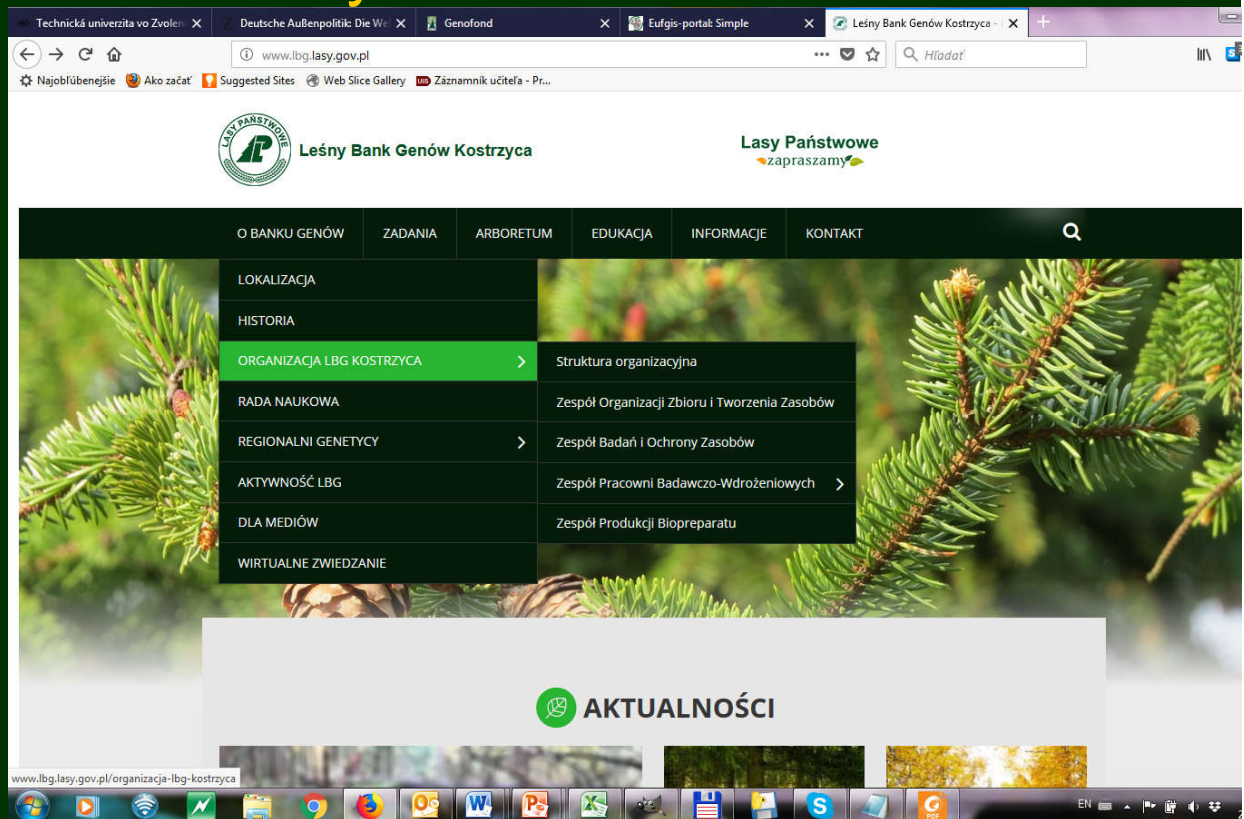 Technická univerzita vo Zvolen
Deutsche Außenpolitik: Die We
Genofond
Eufgis-portal: Simple
Leśny Bank Genów Kostrzyca -
www.lbg.lasy.gov.pl
Hľadať
Najobľúbenejšie
Ako začať
Suggested Sites
Web Slice Gallery
Záznamník učiteľa - Pr...
LASY PAŃSTWOWE
Leśny Bank Genów Kostrzyca
Lasy Państwowe
zapraszamy
O BANKU GENÓW
ZADANIA
ARBORETUM
EDUKACJA
INFORMACJE
KONTAKT
LOKALIZACJA
HISTORIA
ORGANIZACJA LBG KOSTRZYCA
RADA NAUKOWA
REGIONALNI GENETYCY
AKTYWNOŚĆ LBG
DLA MEDIÓW
WIRTUALNE ZWIEDZANIE
Struktura organizacyjna
Zespół Organizacji Zbioru i Tworzenia Zasobów
Zespół Badań i Ochrony Zasobów
Zespół Pracowni Badawczo-Wdrożeniowych
Zespół Produkcji Biopreparatu
AKTUALNOŚCI
www.lbg.lasy.gov.pl/organizacja-lbg-kostrzyca
EN